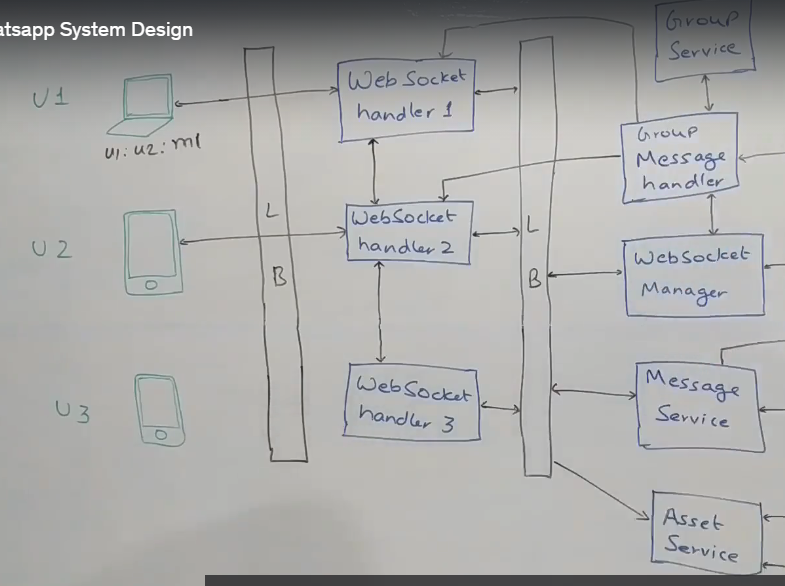 atsapp System Design
Group
Service
U1
Web Socket
handler 1
u1: u2: m1
Group
Message
handler
L
B
U2
WebSocket
handler 2
L
B
WebSocket
Manager
U3
WebSocket
handler 3
Message
Service
Asset
Service